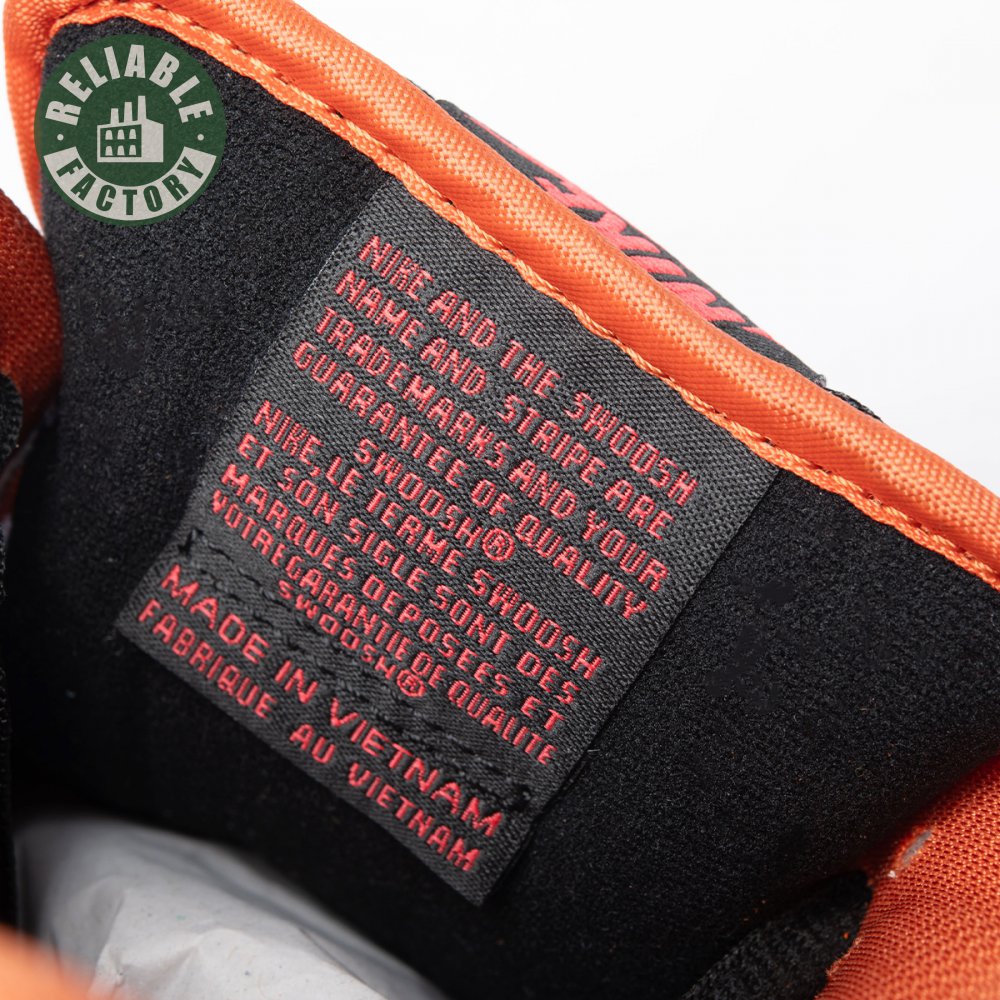 RELIABLE
FACTORY
NIKE AND THE SWOOSH
NAME AND STRIPE ARE
TRADEMARKS AND YOUR
GUARANTEE OF QUALITY
SWOOSH®
NIKE, LE TERME SWOOSH
ET SON SIGLE SONT DES
MARQUES DEPOSEES ET
VOTRE GARANTIE DE QUALITE
SWOOSH®
MADE IN VIETNAM
FABRIQUE AU VIETNAM